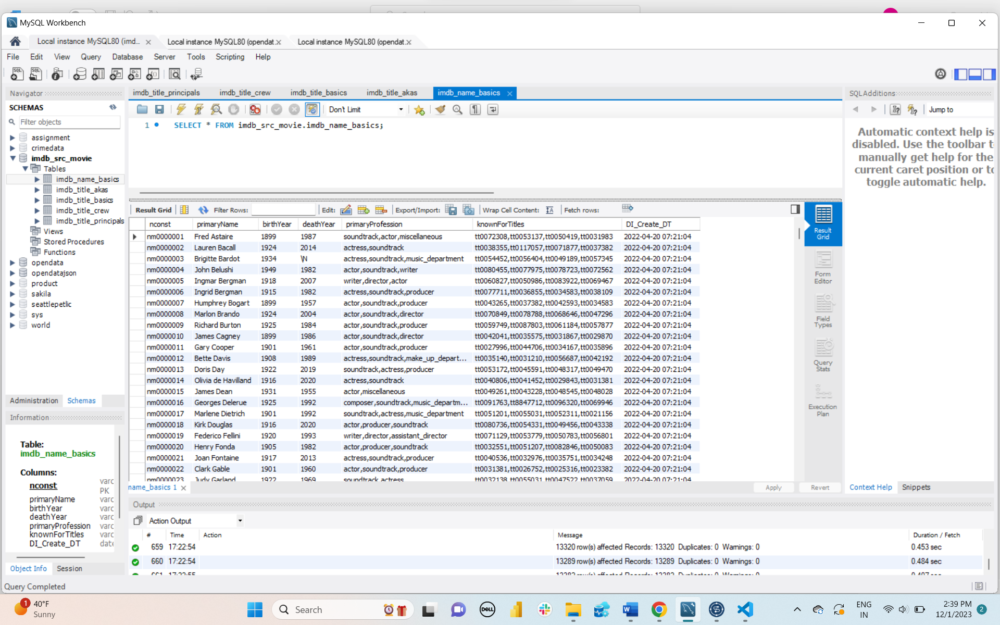 MySQL Workbench
Local instance MySQL80 (imd...
Local instance MySQL80 (opendat...
Local instance MySQL80 (opendat...
File Edit View Query Database Server Tools Scripting Help
Navigator
SCHEMAS
Filter objects
assignment
crimedata
imdb_src_movie
Tables
imdb_name_basics
imdb_title_akas
imdb_title_basics
imdb_title_crew
imdb_title_principals
Views
Stored Procedures
Functions
opendata
opendatajson
product
sakila
seattlepetlic
sys
world
Administration Schemas
Information
Table:
imdb_name_basics
Columns:
nconst varc
PK
primaryName varc
birthYear varc
deathYear varc
primaryProfession varc
knownForTitles varc
DI_Create_DT date
Object Info Session
Query Completed
imdb_title_principals imdb_title_crew imdb_title_basics imdb_title_akas imdb_name_basics
Don't Limit
1 SELECT * FROM imdb_src_movie.imdb_name_basics;
Result Grid Filter Rows: Edit: Export/Import: Wrap Cell Content: Fetch rows:
nconst primaryName birthYear deathYear primaryProfession knownForTitles DI_Create_DT
nm0000001 Fred Astaire 1899 1987 soundtrack,actor,miscellaneous tt0072308,tt0053137,tt0050419,tt0031983 2022-04-20 07:21:04
nm0000002 Lauren Bacall 1924 2014 actress,soundtrack tt0038355,tt0117057,tt0071877,tt0037382 2022-04-20 07:21:04
nm0000003 Brigitte Bardot 1934 \N actress,soundtrack,music_department tt0054452,tt0056404,tt0049189,tt0057345 2022-04-20 07:21:04
nm0000004 John Belushi 1949 1982 actor,soundtrack,writer tt0080455,tt0077975,tt0078723,tt0072562 2022-04-20 07:21:04
nm0000005 Ingmar Bergman 1918 2007 writer,director,actor tt0060827,tt0050986,tt0083922,tt0069467 2022-04-20 07:21:04
nm0000006 Ingrid Bergman 1915 1982 actress,soundtrack,producer tt0077711,tt0036855,tt0034583,tt0038109 2022-04-20 07:21:04
nm0000007 Humphrey Bogart 1899 1957 actor,soundtrack,producer tt0043265,tt0037382,tt0042593,tt0034583 2022-04-20 07:21:04
nm0000008 Marlon Brando 1924 2004 actor,soundtrack,director tt0070849,tt0078788,tt0068646,tt0047296 2022-04-20 07:21:04
nm0000009 Richard Burton 1925 1984 actor,soundtrack,producer tt0059749,tt0087803,tt0061184,tt0057877 2022-04-20 07:21:04
nm0000010 James Cagney 1899 1986 actor,soundtrack,director tt0042041,tt0035575,tt0031867,tt0029870 2022-04-20 07:21:04
nm0000011 Gary Cooper 1901 1961 actor,soundtrack,producer tt0027996,tt0044706,tt0034167,tt0035896 2022-04-20 07:21:04
nm0000012 Bette Davis 1908 1989 actress,soundtrack,make_up_depart... tt0035140,tt0031210,tt0056687,tt0042192 2022-04-20 07:21:04
nm0000013 Doris Day 1922 2019 soundtrack,actress,producer tt0053172,tt0045591,tt0048317,tt0049470 2022-04-20 07:21:04
nm0000014 Olivia de Havilland 1916 2020 actress,soundtrack tt0040806,tt0041452,tt0029843,tt0031381 2022-04-20 07:21:04
nm0000015 James Dean 1931 1955 actor,miscellaneous tt0049261,tt0043228,tt0048545,tt0048028 2022-04-20 07:21:04
nm0000016 Georges Delerue 1925 1992 composer,soundtrack,music_departm... tt0091763,tt8847712,tt0096320,tt0069946 2022-04-20 07:21:04
nm0000017 Marlene Dietrich 1901 1992 soundtrack,actress,music_department tt0051201,tt0055031,tt0052311,tt0021156 2022-04-20 07:21:04
nm0000018 Kirk Douglas 1916 2020 actor,producer,soundtrack tt0080736,tt0054331,tt0049456,tt0043338 2022-04-20 07:21:04
nm0000019 Federico Fellini 1920 1993 writer,director,assistant_director tt0071129,tt0053779,tt0050783,tt0056801 2022-04-20 07:21:04
nm0000020 Henry Fonda 1905 1982 actor,producer,soundtrack tt0032551,tt0051207,tt0082846,tt0050083 2022-04-20 07:21:04
nm0000021 Joan Fontaine 1917 2013 actress,soundtrack,producer tt0040536,tt0032976,tt0035751,tt0034248 2022-04-20 07:21:04
nm0000022 Clark Gable 1901 1960 actor,soundtrack,producer tt0031381,tt0026752,tt0025316,tt0023382 2022-04-20 07:21:04
nm0000023 Judy Garland 1922 1969 soundtrack,actress tt0032138,tt0055031,tt0047522,tt0037059 2022-04-20 07:21:04
name_basics 1
Apply Revert
Result
Grid
Form
Editor
Field
Types
Query
Stats
Execution
Plan
SQLAdditions
Jump to
Automatic context help is
disabled. Use the toolbar t
manually get help for the
current caret position or to
toggle automatic help.
Context Help Snippets
Output
Action Output
# Time Action Message Duration / Fetch
659 17:22:54 13320 row(s) affected Records: 13320 Duplicates: 0 Warnings: 0 0.453 sec
660 17:22:54 13289 row(s) affected Records: 13289 Duplicates: 0 Warnings: 0 0.484 sec
1
40°F
Sunny
Search
DELL
ENG
IN
2:39 PM
12/1/2023
2